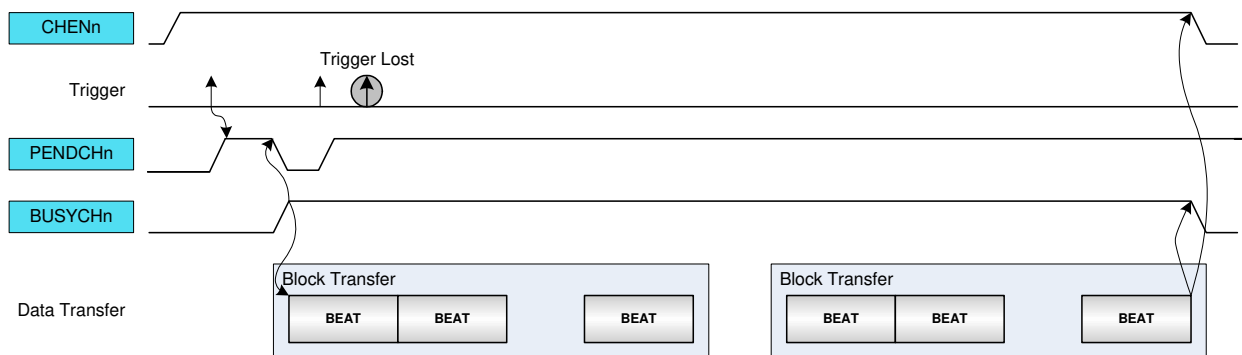 CHENn
Trigger Lost
Trigger
PENDCHn
BUSYCHn
Block Transfer
Block Transfer
Data Transfer
BEAT
BEAT
BEAT
BEAT
BEAT
BEAT